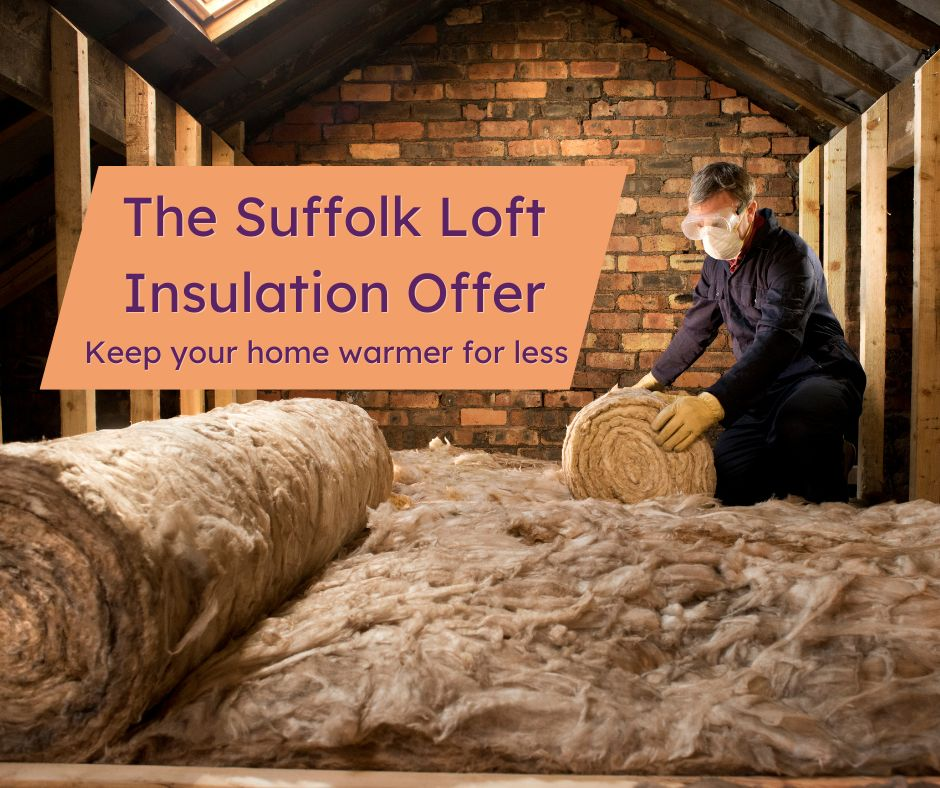 The Suffolk Loft
Insulation Offer
Keep your home warmer for less